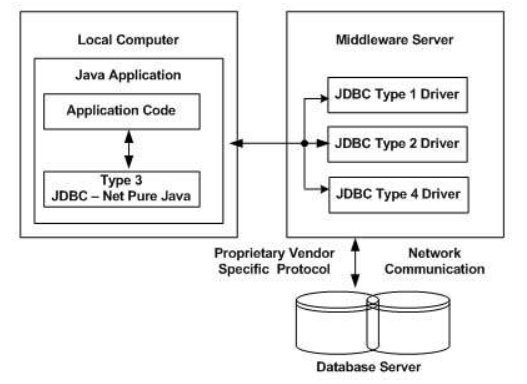 Local Computer
Java Application
Application Code
Type 3
JDBC – Net Pure Java
Middleware Server
JDBC Type 1 Driver
JDBC Type 2 Driver
JDBC Type 4 Driver
Proprietary Vendor
Specific Protocol
Network
Communication
Database Server